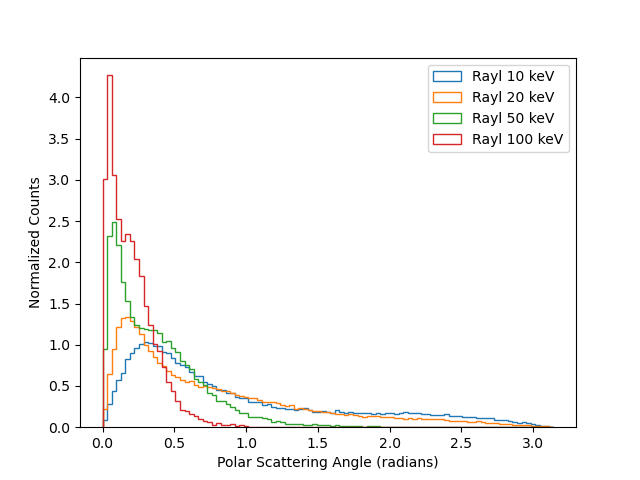 Rayl 10 keV
Rayl 20 keV
Rayl 50 keV
Rayl 100 keV
Normalized Counts
4.0
3.5
3.0
2.5
2.0
1.5
1.0
0.5
0.0
0.0 0.5 1.0 1.5 2.0 2.5 3.0
Polar Scattering Angle (radians)